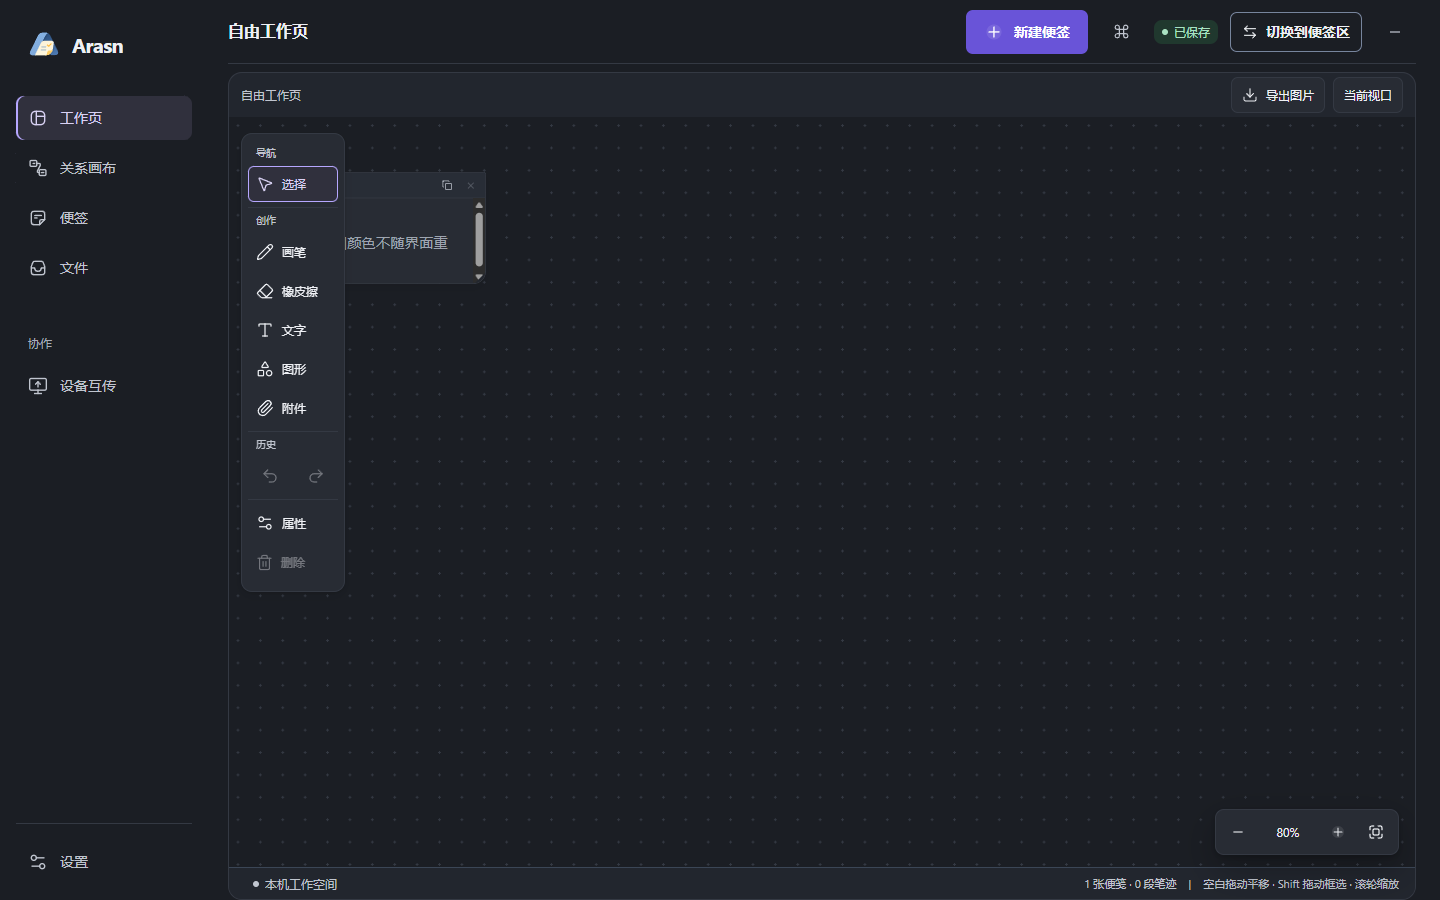 Arasn
工作页
关系画布
便签
文件
协作
设备互传
设置
自由工作页
新建便签
已保存
切换到便签区
自由工作页
导出图片
当前视口
导航
选择
创作
画笔
橡皮擦
文字
图形
附件
历史
属性
删除
颜色不随界面重
80%
本机工作空间
1 张便笺 · 0 段笔迹 | 空白拖动平移 · Shift 拖动框选 · 滚轮缩放